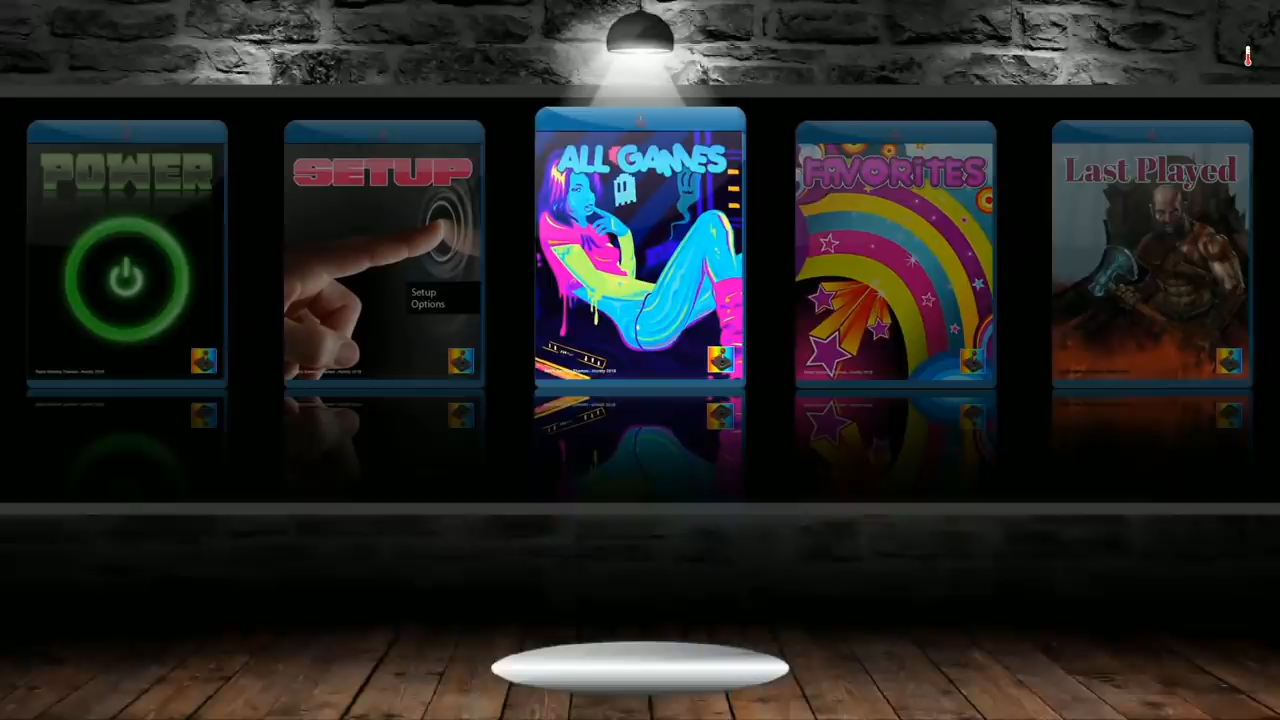 POWER
SETUP
Setup
Options
ALL GAMES
FAVORITES
Last Played